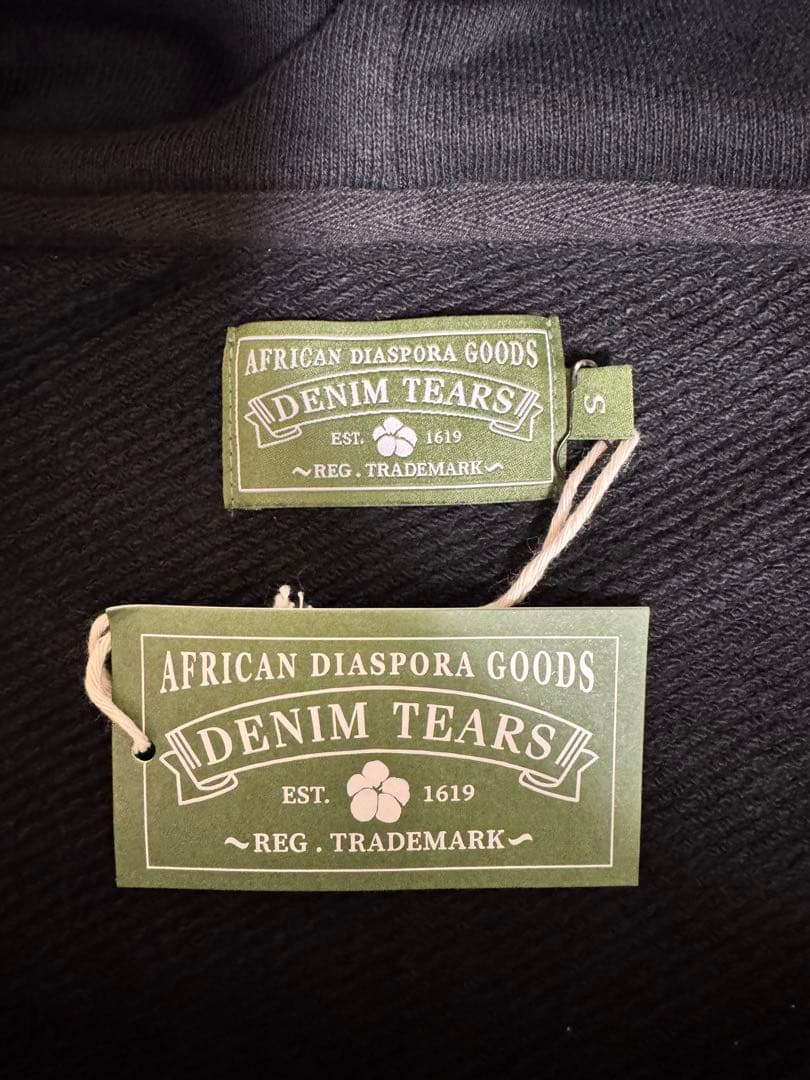 AFRICAN DIASPORA GOODS
DENIM TEARS
EST. 1619
~REG . TRADEMARK~
S
AFRICAN DIASPORA GOODS
DENIM TEARS
EST. 1619
~REG . TRADEMARK~